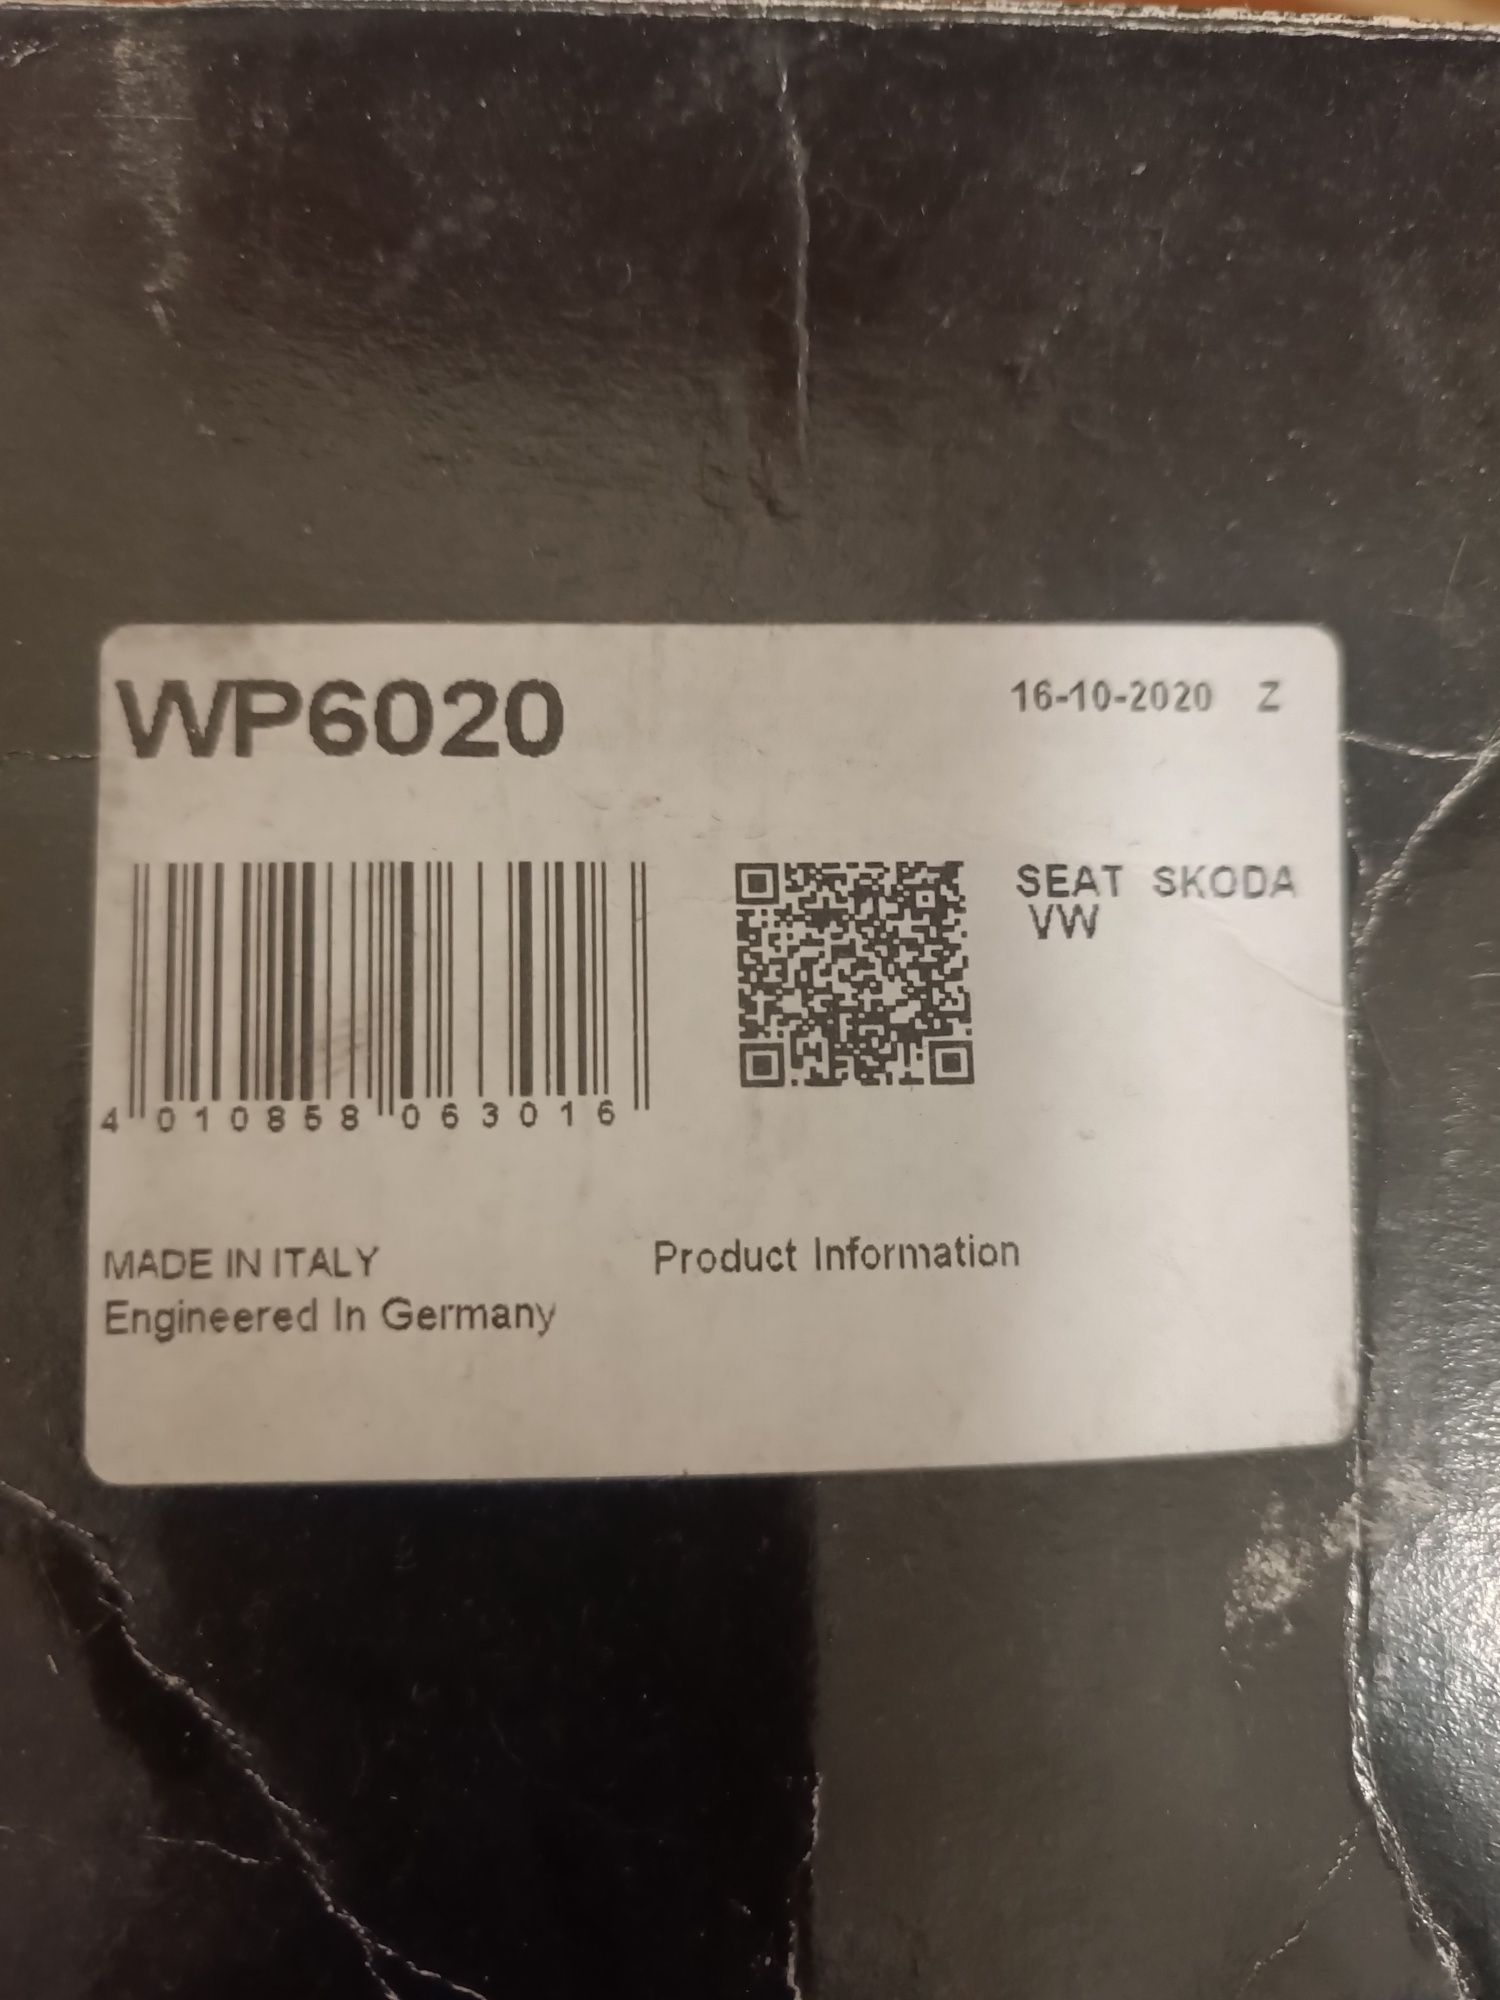 WP6020
16-10-2020 Z
SEAT SKODA
VW
4 010858 063016
MADE IN ITALY
Engineered In Germany
Product Information